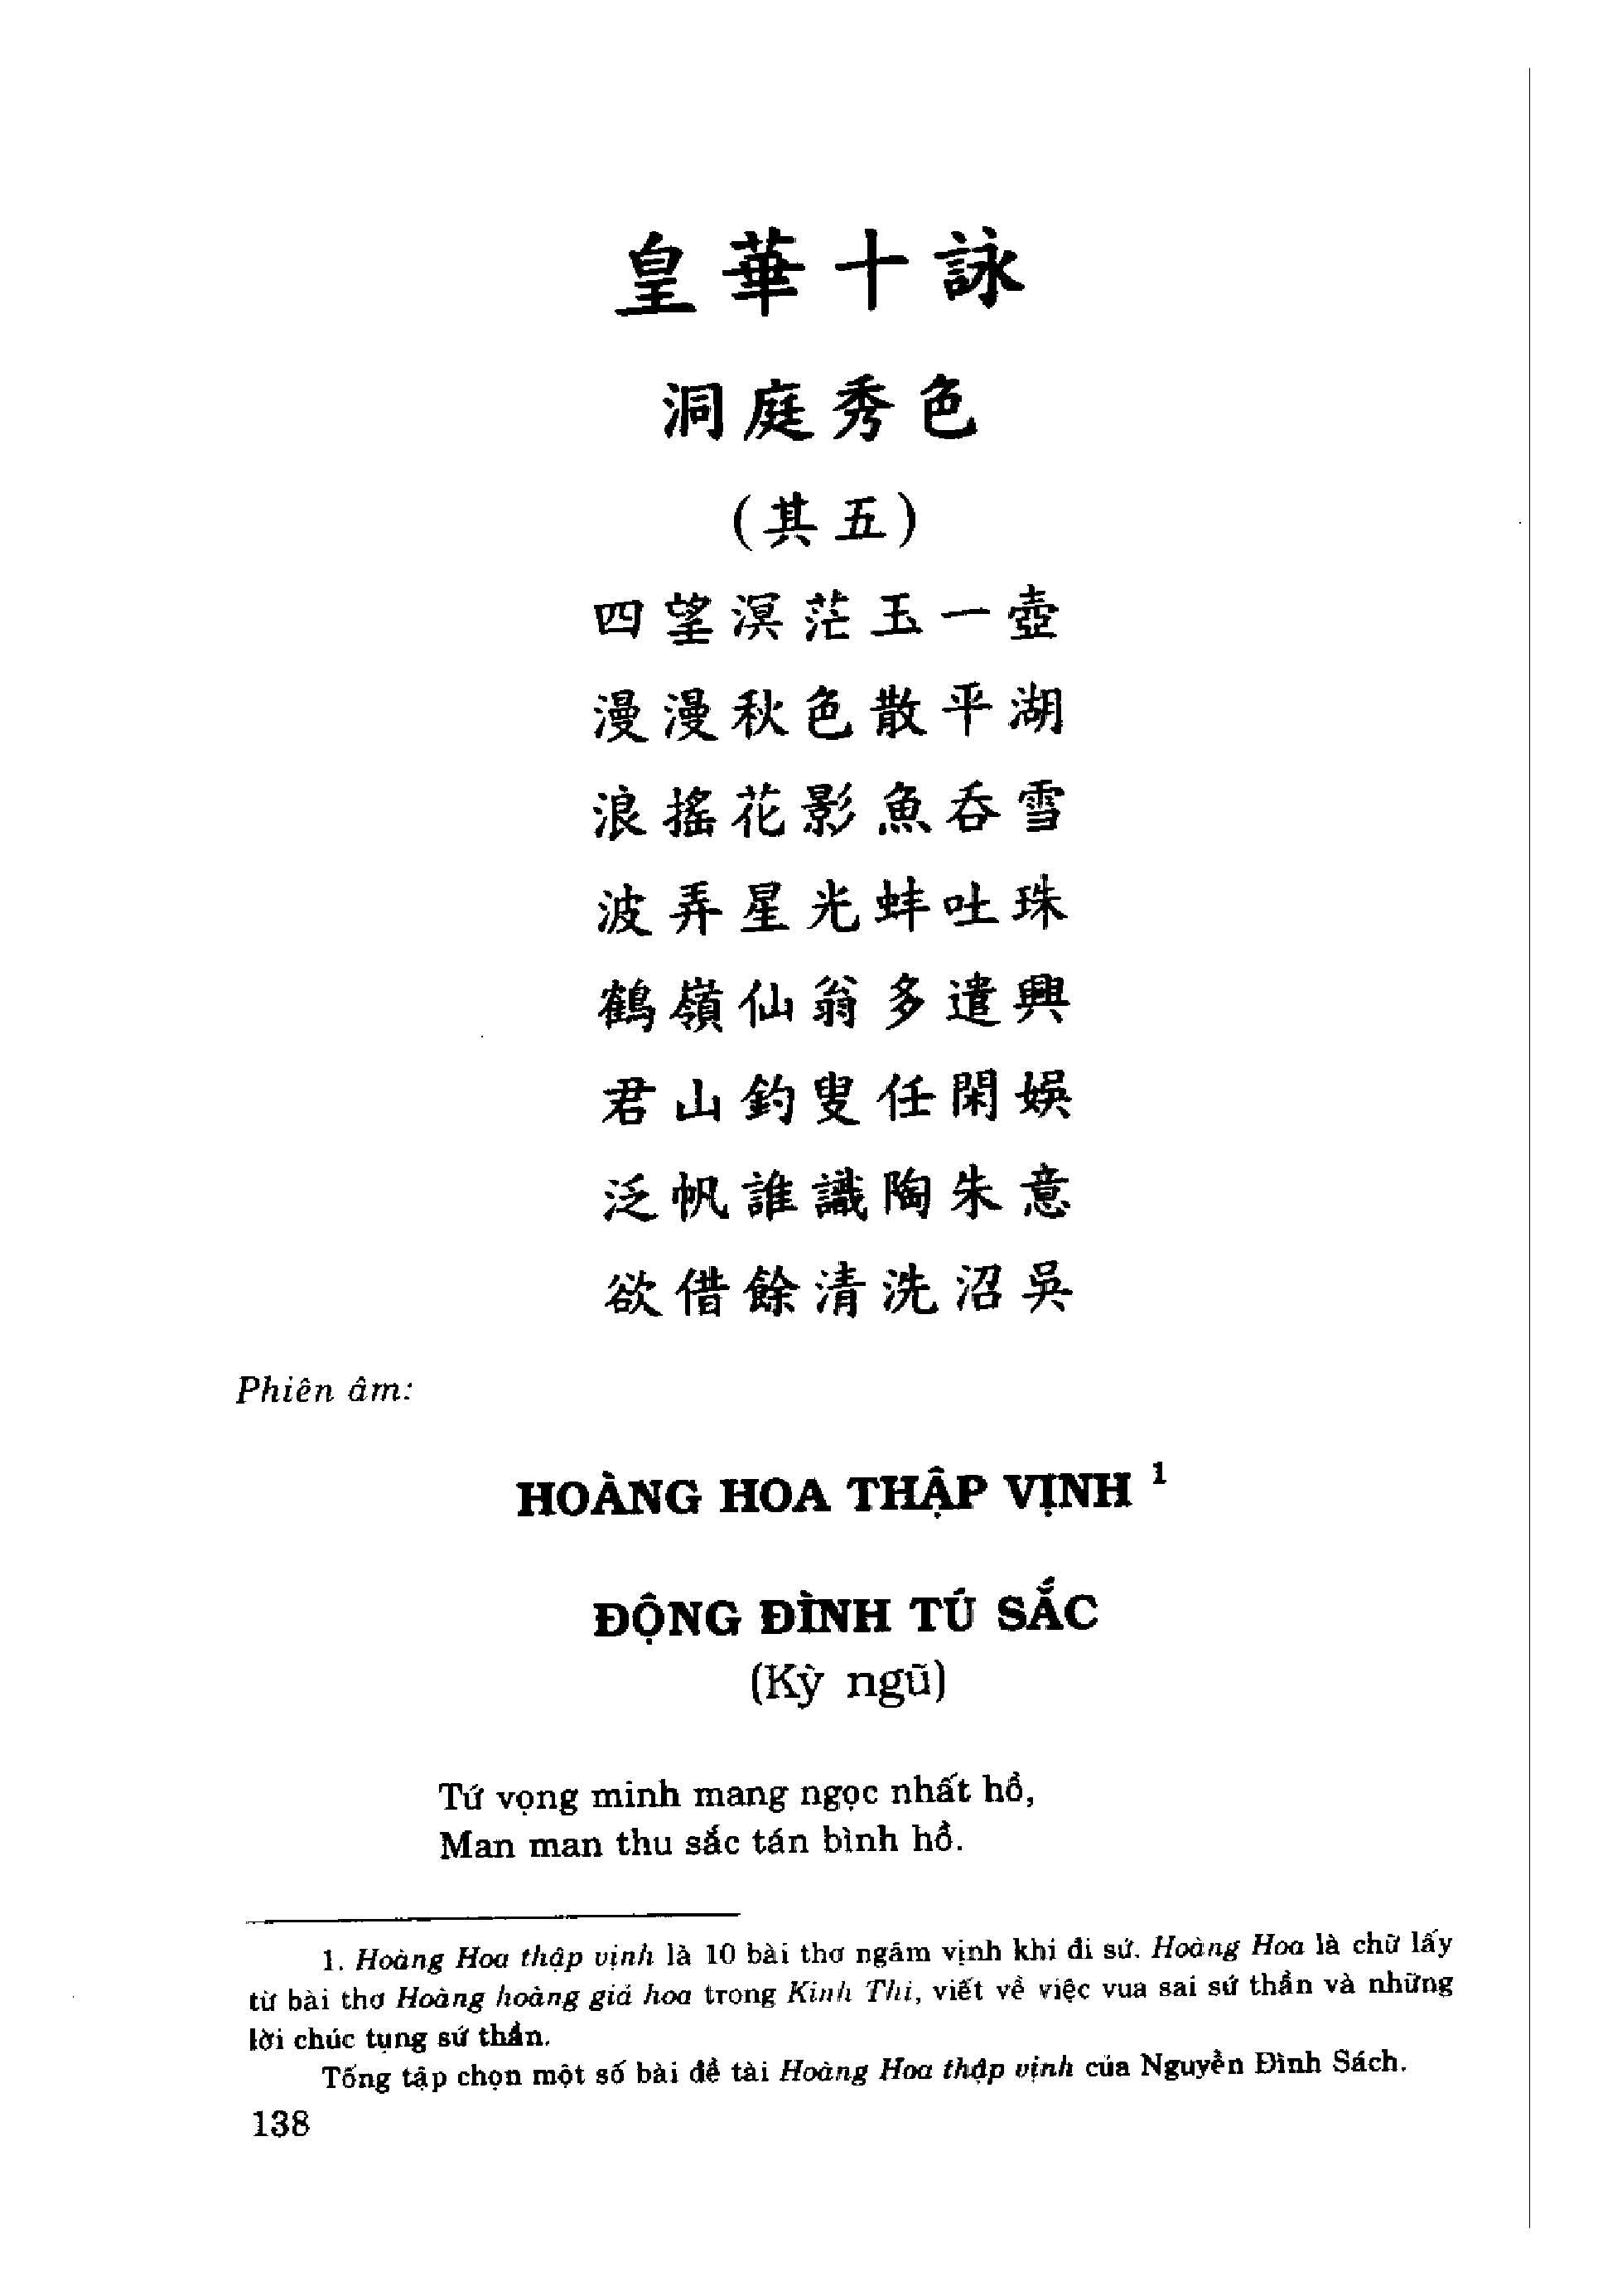 皇華十詠
洞庭秀色
(其五)
四望溟茫玉一壺
漫漫秋色散平湖
浪搖花影魚吞雪
波弄星光蚌吐珠
鶴嶺仙翁多遣興
君山釣叟任閑娛
泛帆誰識陶朱意
欲借餘清洗沼吳
Phiên âm:
HOÀNG HOA THẬP VỊNH 1
ĐỘNG ĐÌNH TÚ SẮC
(Kỳ ngũ)
Tứ vọng minh mang ngọc nhất hồ,
Man man thu sắc tán bình hồ.
1. Hoàng Hoa thập vịnh là 10 bài thơ ngâm vịnh khi đi sứ. Hoàng Hoa là chữ lấy
từ bài thơ Hoàng hoàng giả hoa trong Kinh Thi, viết về việc vua sai sứ thần và những
lời chúc tụng sứ thần.
Tổng tập chọn một số bài đề tài Hoàng Hoa thập vịnh của Nguyễn Đình Sách.
138